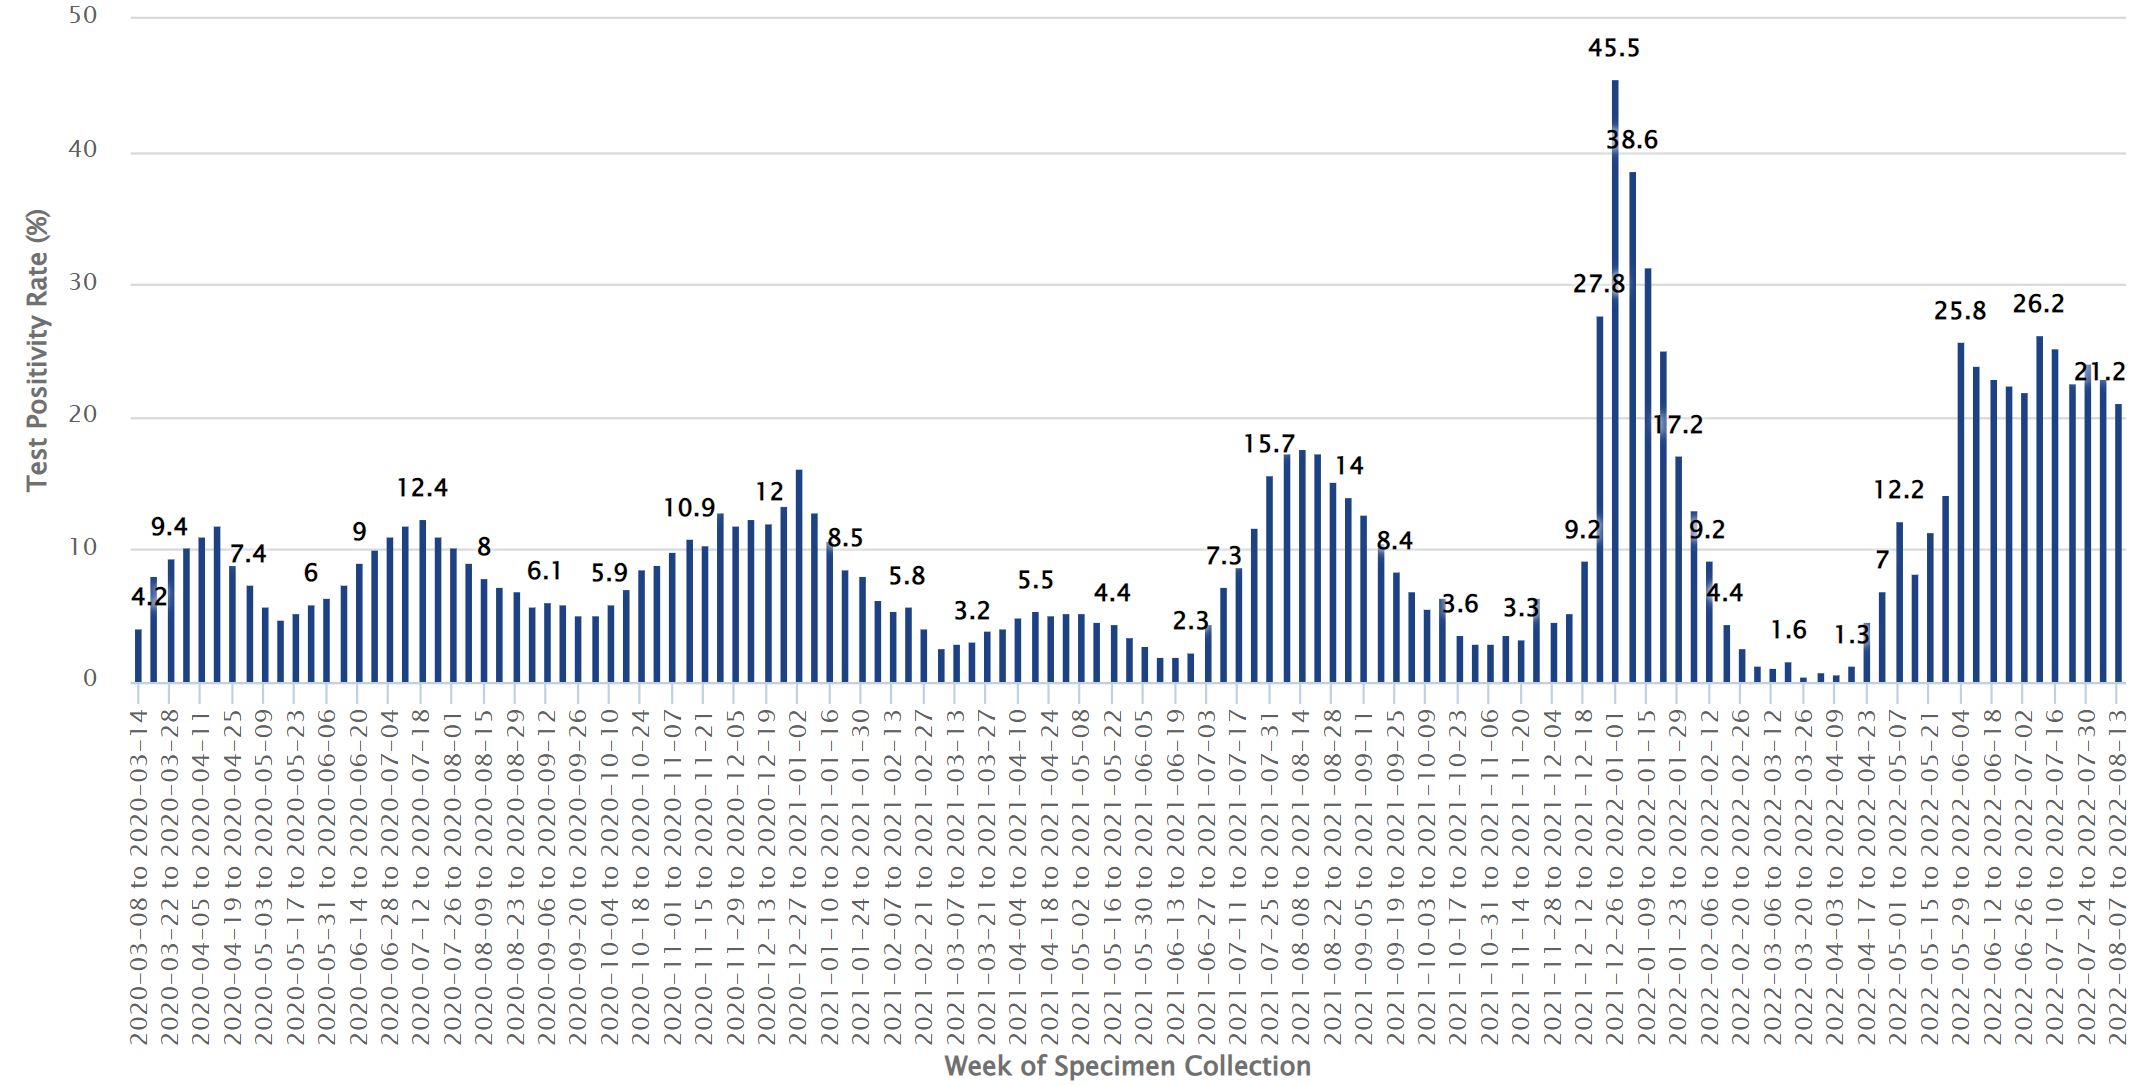 50
40
30
20
10
0
Test Positivity Rate (%)
4.2
9.4
7.4
6
9
12.4
8
6.1
5.9
10.9
12
8.5
5.8
3.2
5.5
4.4
2.3
7.3
15.7
14
8.4
3.6
3.3
9.2
27.8
45.5
38.6
17.2
9.2
4.4
1.6
1.3
7
12.2
25.8
26.2
21.2
2020-03-08 to 2020-03-14
2020-03-22 to 2020-03-28
2020-04-05 to 2020-04-11
2020-04-19 to 2020-04-25
2020-05-03 to 2020-05-09
2020-05-17 to 2020-05-23
2020-05-31 to 2020-06-06
2020-06-14 to 2020-06-20
2020-06-28 to 2020-07-04
2020-07-12 to 2020-07-18
2020-07-26 to 2020-08-01
2020-08-09 to 2020-08-15
2020-08-23 to 2020-08-29
2020-09-06 to 2020-09-12
2020-09-20 to 2020-09-26
2020-10-04 to 2020-10-10
2020-10-18 to 2020-10-24
2020-11-01 to 2020-11-07
2020-11-15 to 2020-11-21
2020-11-29 to 2020-12-05
2020-12-13 to 2020-12-19
2020-12-27 to 2021-01-02
2021-01-10 to 2021-01-16
2021-01-24 to 2021-01-30
2021-02-07 to 2021-02-13
2021-02-21 to 2021-02-27
2021-03-07 to 2021-03-13
2021-03-21 to 2021-03-27
2021-04-04 to 2021-04-10
2021-04-18 to 2021-04-24
2021-05-02 to 2021-05-08
2021-05-16 to 2021-05-22
2021-05-30 to 2021-06-05
2021-06-13 to 2021-06-19
2021-06-27 to 2021-07-03
2021-07-11 to 2021-07-17
2021-07-25 to 2021-07-31
2021-08-08 to 2021-08-14
2021-08-22 to 2021-08-28
2021-09-05 to 2021-09-11
2021-09-19 to 2021-09-25
2021-10-03 to 2021-10-09
2021-10-17 to 2021-10-23
2021-10-31 to 2021-11-06
2021-11-14 to 2021-11-20
2021-11-28 to 2021-12-04
2021-12-12 to 2021-12-18
2021-12-26 to 2022-01-01
2022-01-09 to 2022-01-15
2022-01-23 to 2022-01-29
2022-02-06 to 2022-02-12
2022-02-20 to 2022-02-26
2022-03-06 to 2022-03-12
2022-03-20 to 2022-03-26
2022-04-03 to 2022-04-09
2022-04-17 to 2022-04-23
2022-05-01 to 2022-05-07
2022-05-15 to 2022-05-21
2022-05-29 to 2022-06-04
2022-06-12 to 2022-06-18
2022-06-26 to 2022-07-02
2022-07-10 to 2022-07-16
2022-07-24 to 2022-07-30
2022-08-07 to 2022-08-13
Week of Specimen Collection